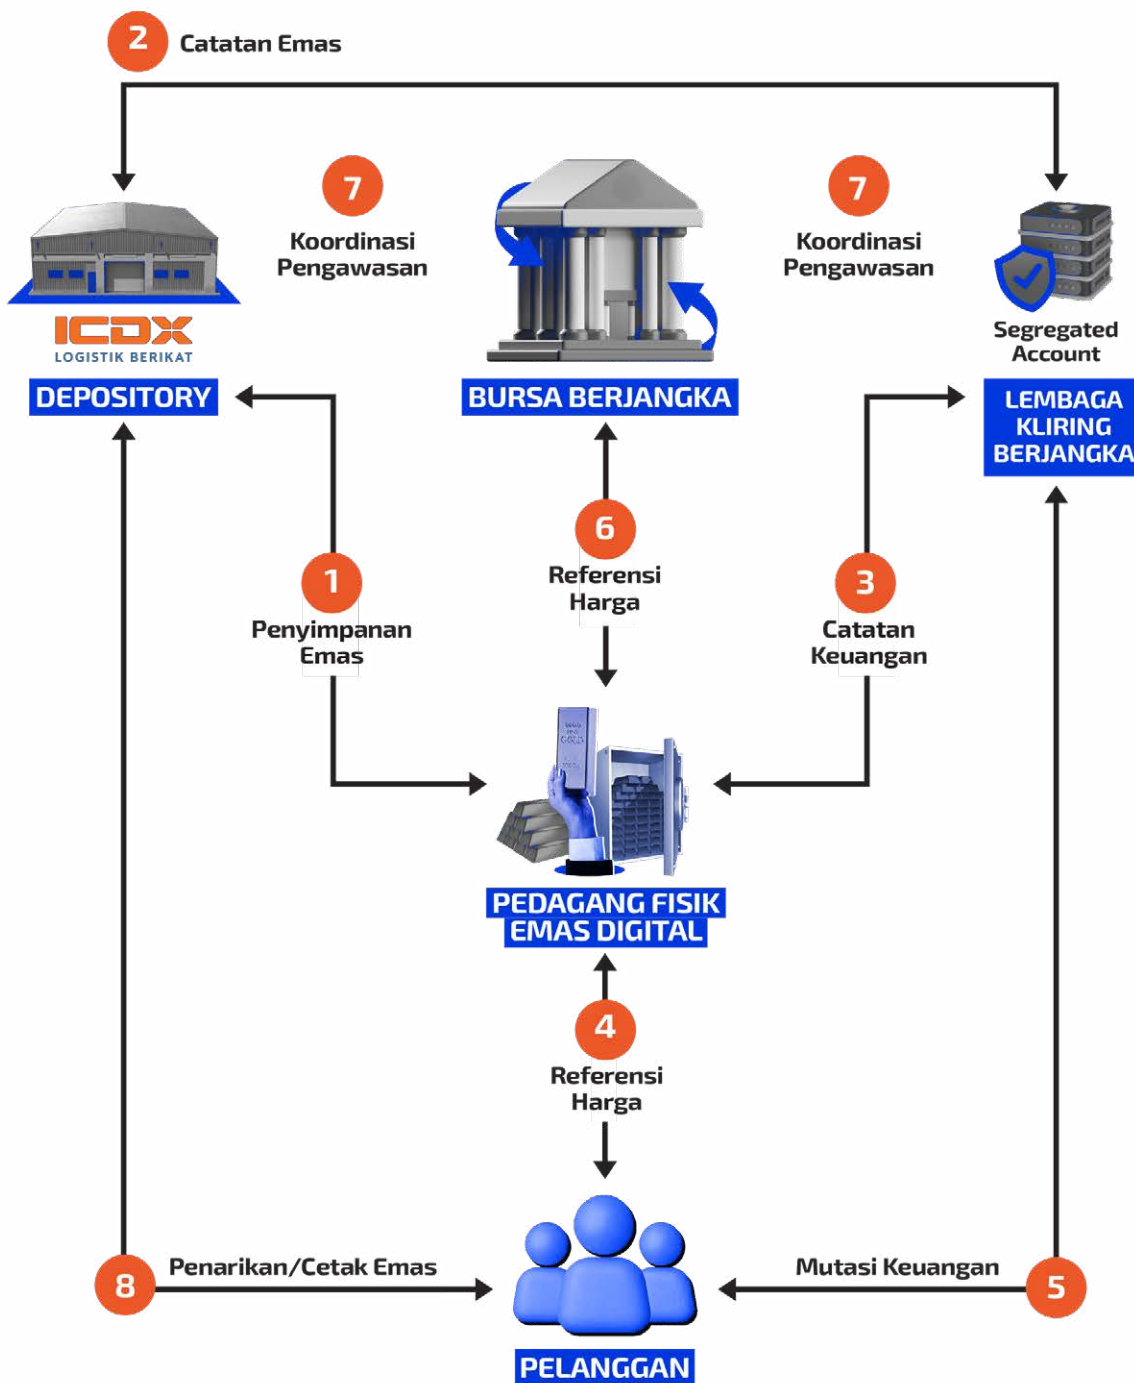 2 Catatan Emas
7
Koordinasi
Pengawasan
7
Koordinasi
Pengawasan
ICDX
LOGISTIK BERIKAT
DEPOSITORY
BURSA BERJANGKA
Segregated
Account
LEMBAGA
KLIRING
BERJANGKA
1
Penyimpanan
Emas
6
Referensi
Harga
3
Catatan
Keuangan
GOLD
PEDAGANG FISIK
EMAS DIGITAL
4
Referensi
Harga
8 Penarikan/Cetak Emas
Mutasi Keuangan 5
PELANGGAN